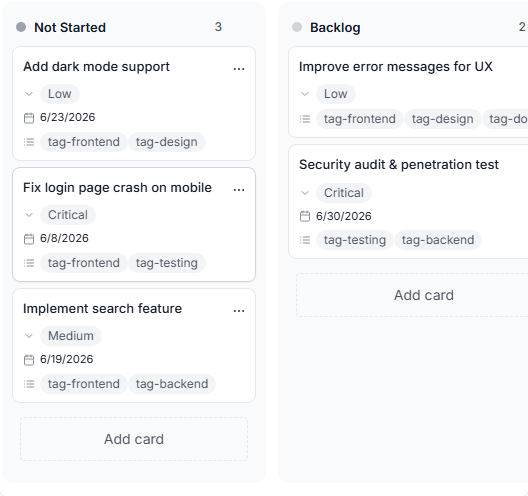 Not Started 3
Add dark mode support ...
Low
6/23/2026
tag-frontend tag-design
Fix login page crash on mobile ...
Critical
6/8/2026
tag-frontend tag-testing
Implement search feature ...
Medium
6/19/2026
tag-frontend tag-backend
Add card
Backlog 2
Improve error messages for UX
Low
tag-frontend tag-design tag-do
Security audit & penetration test
Critical
6/30/2026
tag-testing tag-backend
Add card